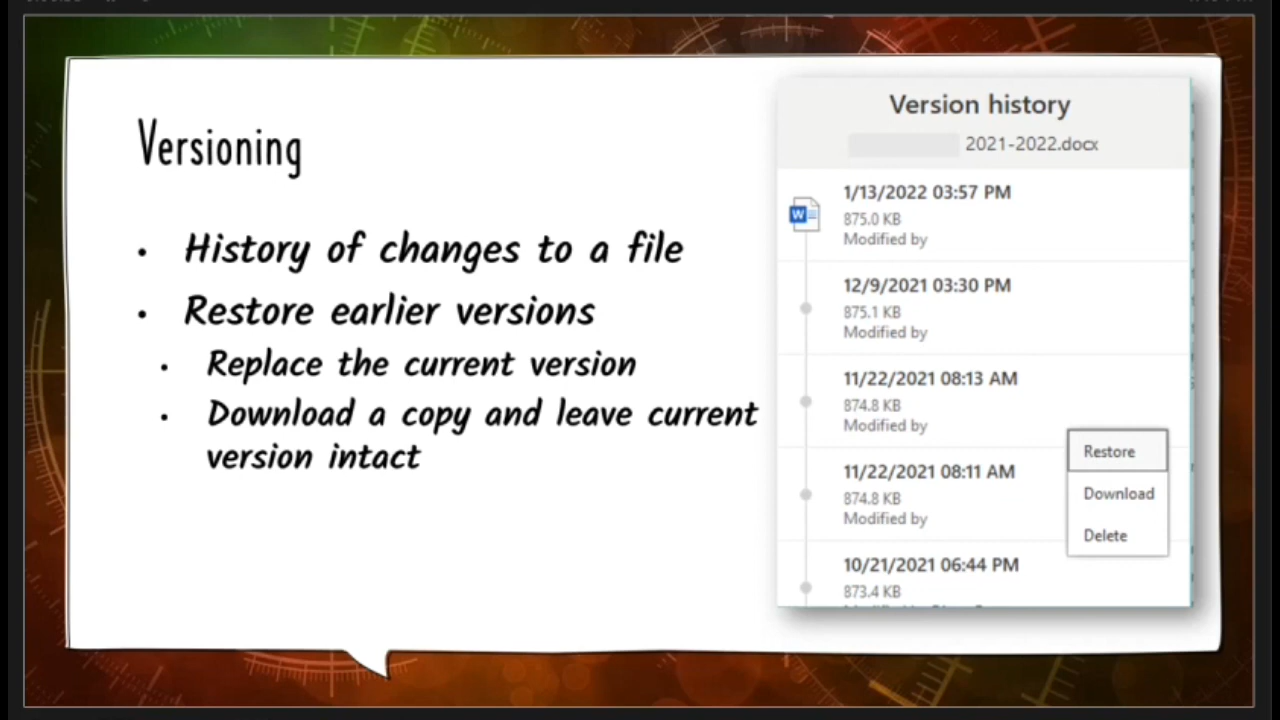 Versioning
• History of changes to a file
• Restore earlier versions
• Replace the current version
• Download a copy and leave current
version intact
Version history
2021-2022.docx
W
1/13/2022 03:57 PM
875.0 KB
Modified by
12/9/2021 03:30 PM
875.1 KB
Modified by
11/22/2021 08:13 AM
874.8 KB
Modified by
11/22/2021 08:11 AM
874.8 KB
Modified by
Restore
Download
Delete
10/21/2021 06:44 PM
873.4 KB